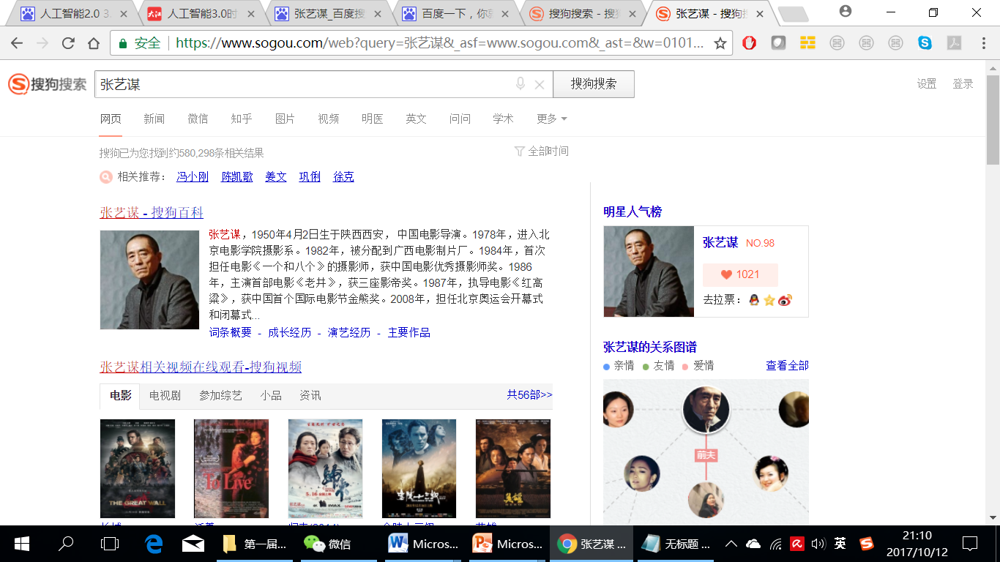 人工智能2.0 3.
人工智能3.0时
张艺谋_百度搜
百度一下，你就
搜狗搜索 - 搜狗
张艺谋 - 搜狗搜
安全
https://www.sogou.com/web?query=张艺谋&_asf=www.sogou.com&_ast=&w=0101...
搜狗搜索
张艺谋
搜狗搜索
设置 登录
网页 新闻 微信 知乎 图片 视频 明医 英文 问问 学术 更多
搜狗已为您找到约580,298条相关结果
全部时间
相关推荐： 冯小刚 陈凯歌 姜文 巩俐 徐克
张艺谋 - 搜狗百科
张艺谋，1950年4月2日生于陕西西安， 中国电影导演。1978年，进入北
京电影学院摄影系。1982年，被分配到广西电影制片厂。1984年，首次
担任电影《一个和八个》的摄影师，获中国电影优秀摄影师奖。1986
年，主演首部电影《老井》，获三座影帝奖。1987年，执导电影《红高
粱》，获中国首个国际电影节金熊奖。2008年，担任北京奥运会开幕式
和闭幕式...
词条概要 - 成长经历 - 演艺经历 - 主要作品
张艺谋相关视频在线观看-搜狗视频
电影 电视剧 参加综艺 小品 资讯
共56部>>
THE GREAT WALL
To Live
归来
5.16
IMAX
金陵十三钗
英雄
HERO
明星人气榜
张艺谋 NO.98
1021
去拉票：
张艺谋的关系图谱
亲情 友情 爱情
查看全部
前夫
第一届...
微信
Micros...
Micros...
张艺谋 ...
无标题 ...
英
21:10
2017/10/12